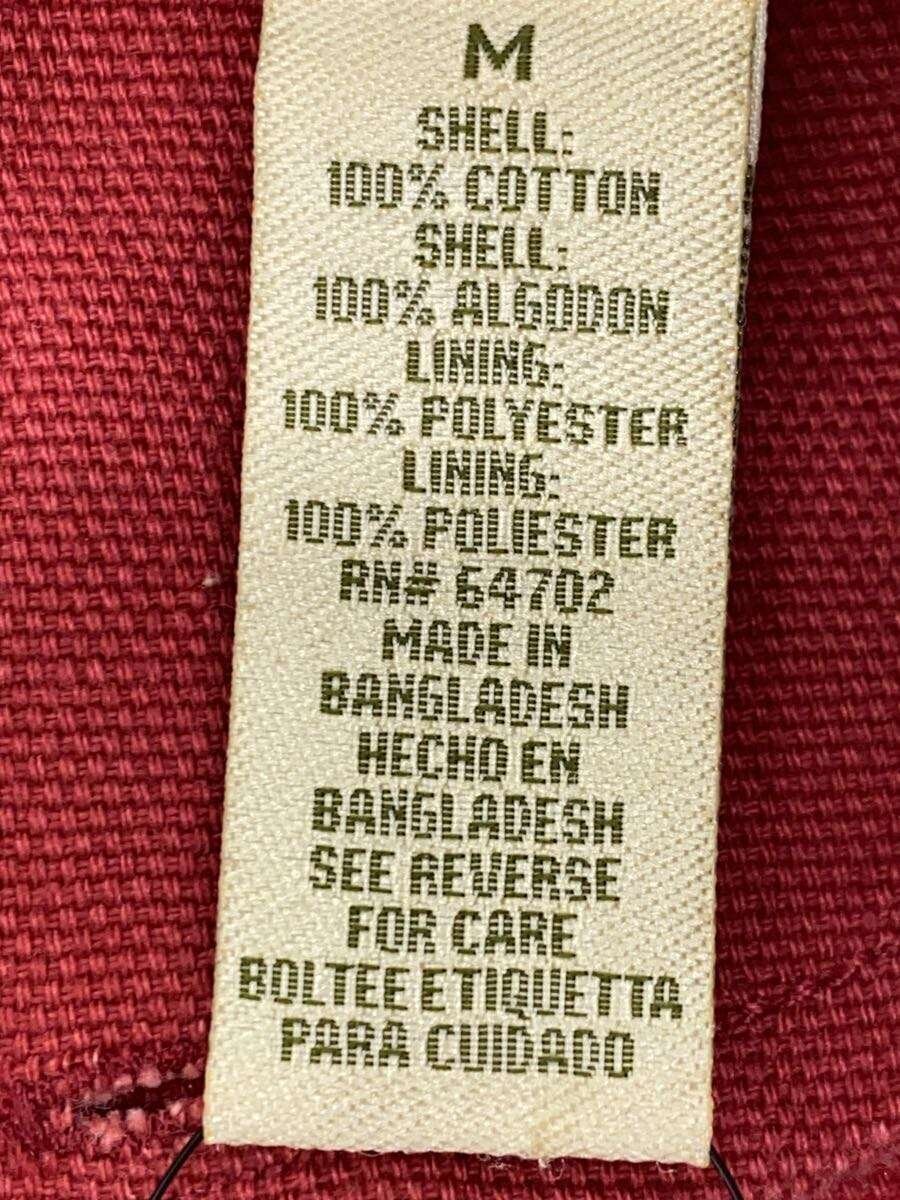 M
SHELL:
100% COTTON
SHELL:
100% ALGODON
LINING:
100% POLYESTER
LINING:
100% POLIESTER
RN# 54702
MADE IN
BANGLADESH
HECHO EN
BANGLADESH
SEE REVERSE
FOR CARE
BOLTEE ETIQUETTA
PARA CUIDADO